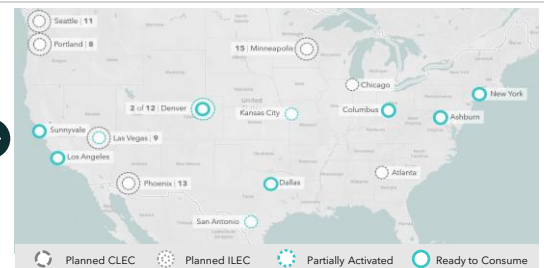 Seattle | 11
Portland | 8
15 | Minneapolis
Chicago
2 of 12 | Denver
Kansas City
Columbus
New York
Ashburn
Sunnyvale
Las Vegas | 9
Los Angeles
Phoenix | 13
Dallas
Atlanta
San Antonio
Planned CLEC
Planned ILEC
Partially Activated
Ready to Consume